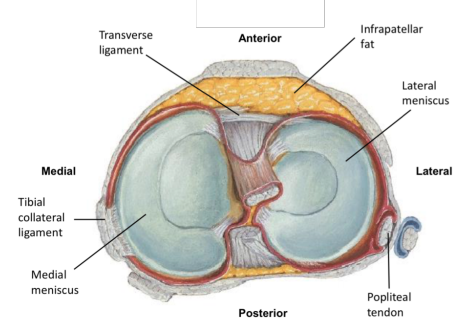 Transverse
ligament
Anterior
Infrapatellar
fat
Lateral
meniscus
Medial
Lateral
Tibial
collateral
ligament
Medial
meniscus
Posterior
Popliteal
tendon